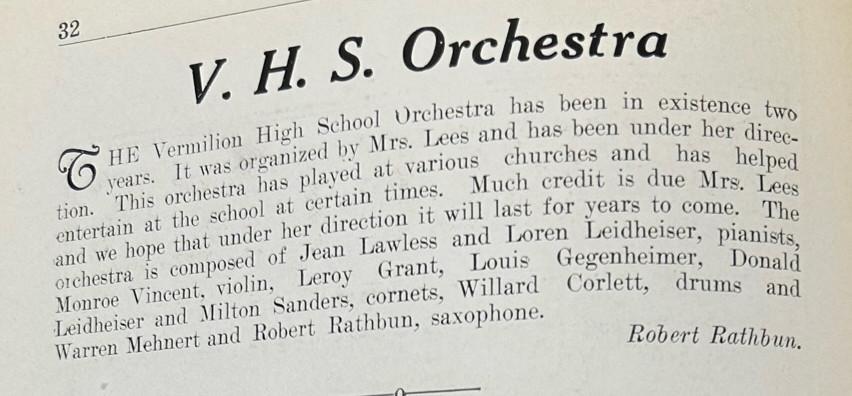 32
V. H. S. Orchestra
THE Vermilion High School Orchestra has been in existence two
years. It was organized by Mrs. Lees and has been under her direc-
tion. This orchestra has played at various churches and has helped
entertain at the school at certain times. Much credit is due Mrs. Lees
and we hope that under her direction it will last for years to come. The
orchestra is composed of Jean Lawless and Loren Leidheiser, pianists,
Monroe Vincent, violin, Leroy Grant, Louis Gegenheimer, Donald
Leidheiser and Milton Sanders, cornets, Willard Corlett, drums and
Warren Mehnert and Robert Rathbun, saxophone.
Robert Rathbun.